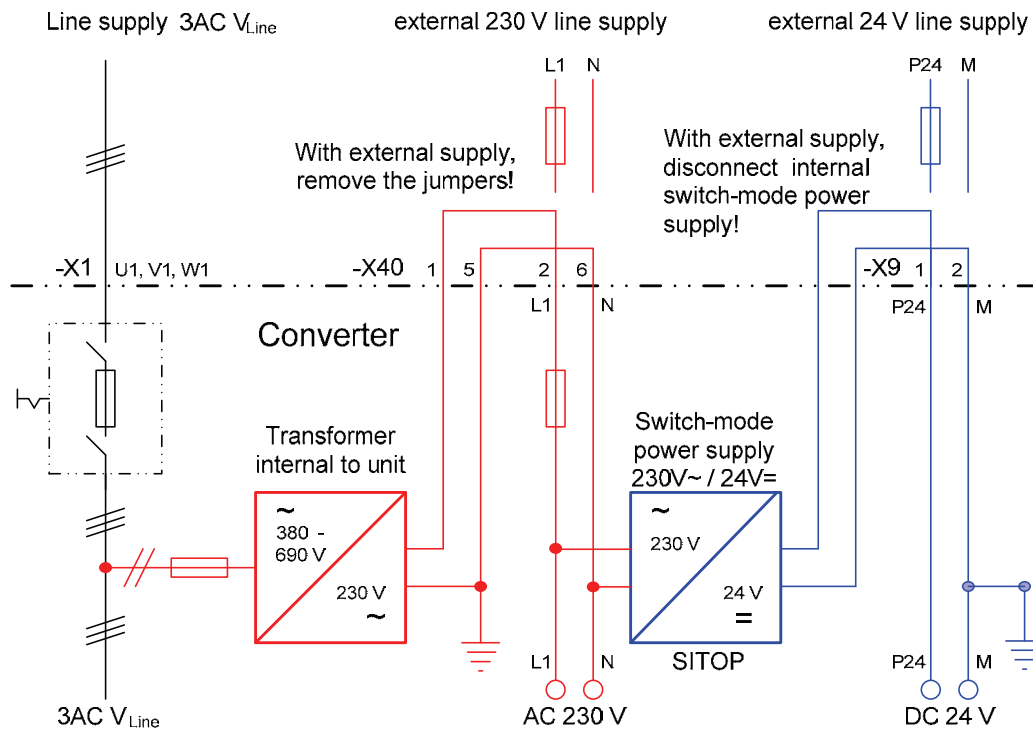 Line supply 3AC VLine
external 230 V line supply
external 24 V line supply
L1 N
P24 M
With external supply,
remove the jumpers!
With external supply,
disconnect internal
switch-mode power
supply!
-X1 U1, V1, W1
-X40 1 5 2 6
-X9 1 2
L1 N
P24 M
Converter
Transformer
internal to unit
Switch-mode
power supply
230V~ / 24V=
~
380 -
690 V
230 V
~
~
230 V
24 V
=
SITOP
L1 N
P24 M
3AC VLine
AC 230 V
DC 24 V